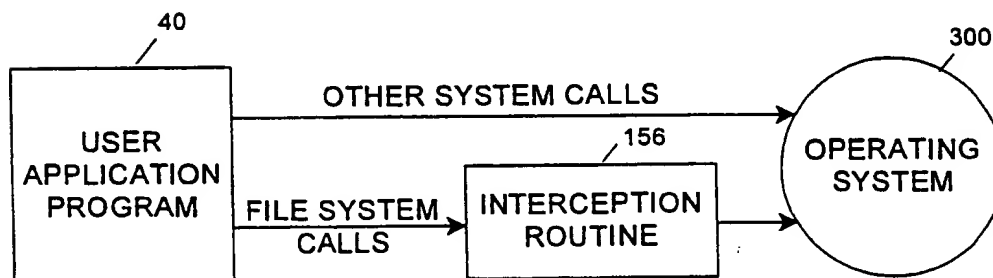 40
300
OTHER SYSTEM CALLS
USER
APPLICATION
PROGRAM
156
OPERATING
SYSTEM
FILE SYSTEM
CALLS
INTERCEPTION
ROUTINE